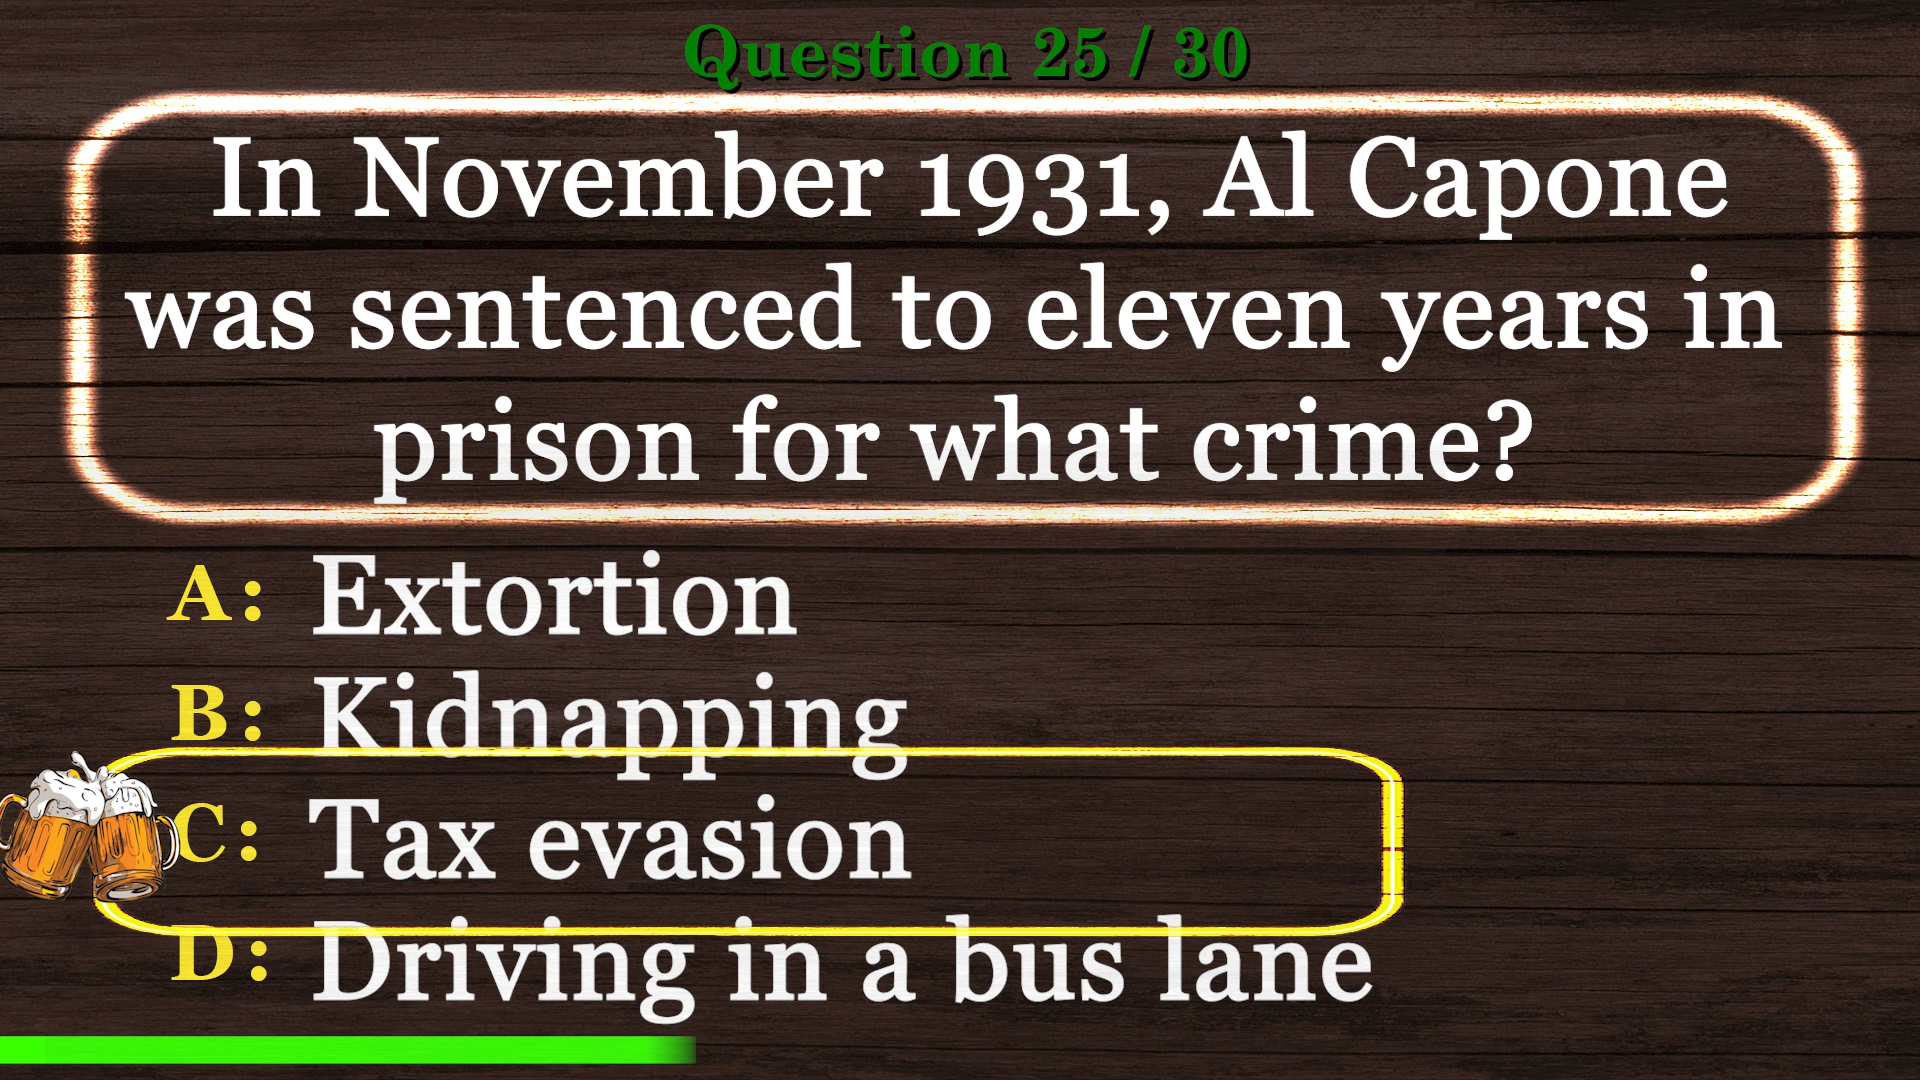 Question 25 / 30
In November 1931, Al Capone
was sentenced to eleven years in
prison for what crime?
A: Extortion
B: Kidnapping
C: Tax evasion
D: Driving in a bus lane